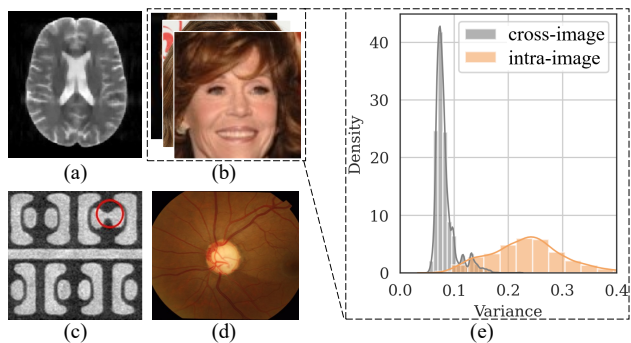 (a)
(b)
(c)
(d)
cross-image
intra-image
Density
40
30
20
10
0
0.0 0.1 0.2 0.3 0.4
Variance
(e)